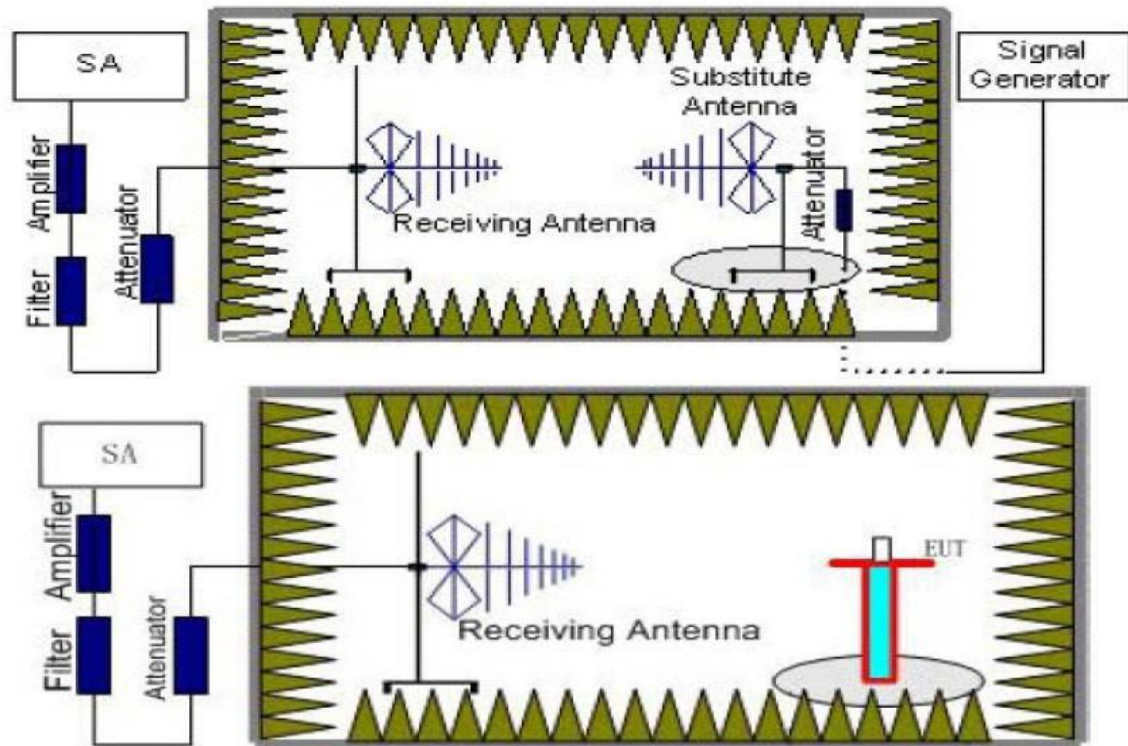 SA
Amplifier
Filter
Attenuator
Receiving Antenna
Substitute
Antenna
Attenuator
Signal
Generator
SA
Amplifier
Filter
Attenuator
Receiving Antenna
EUT